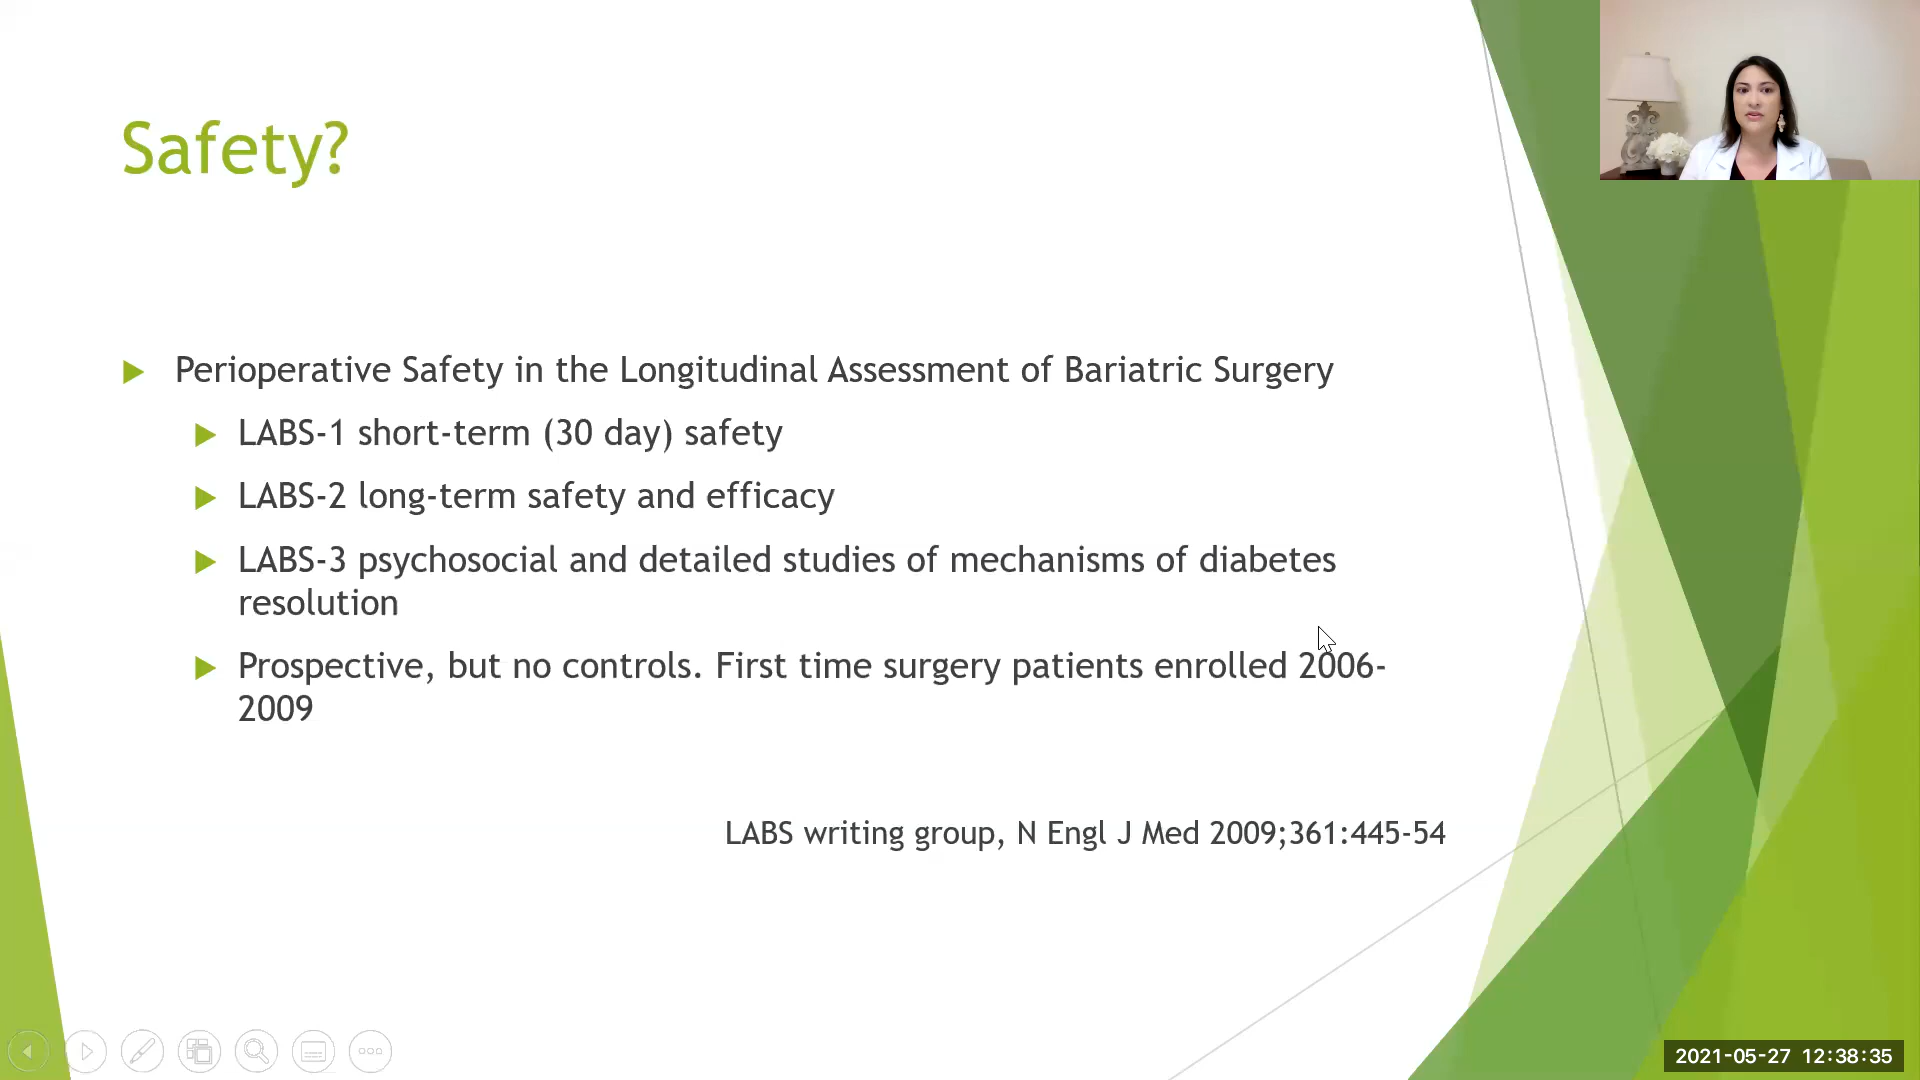 Safety?
Perioperative Safety in the Longitudinal Assessment of Bariatric Surgery
LABS-1 short-term (30 day) safety
LABS-2 long-term safety and efficacy
LABS-3 psychosocial and detailed studies of mechanisms of diabetes
resolution
Prospective, but no controls. First time surgery patients enrolled 2006-
2009
LABS writing group, N Engl J Med 2009;361:445-54
2021-05-27 12:38:35